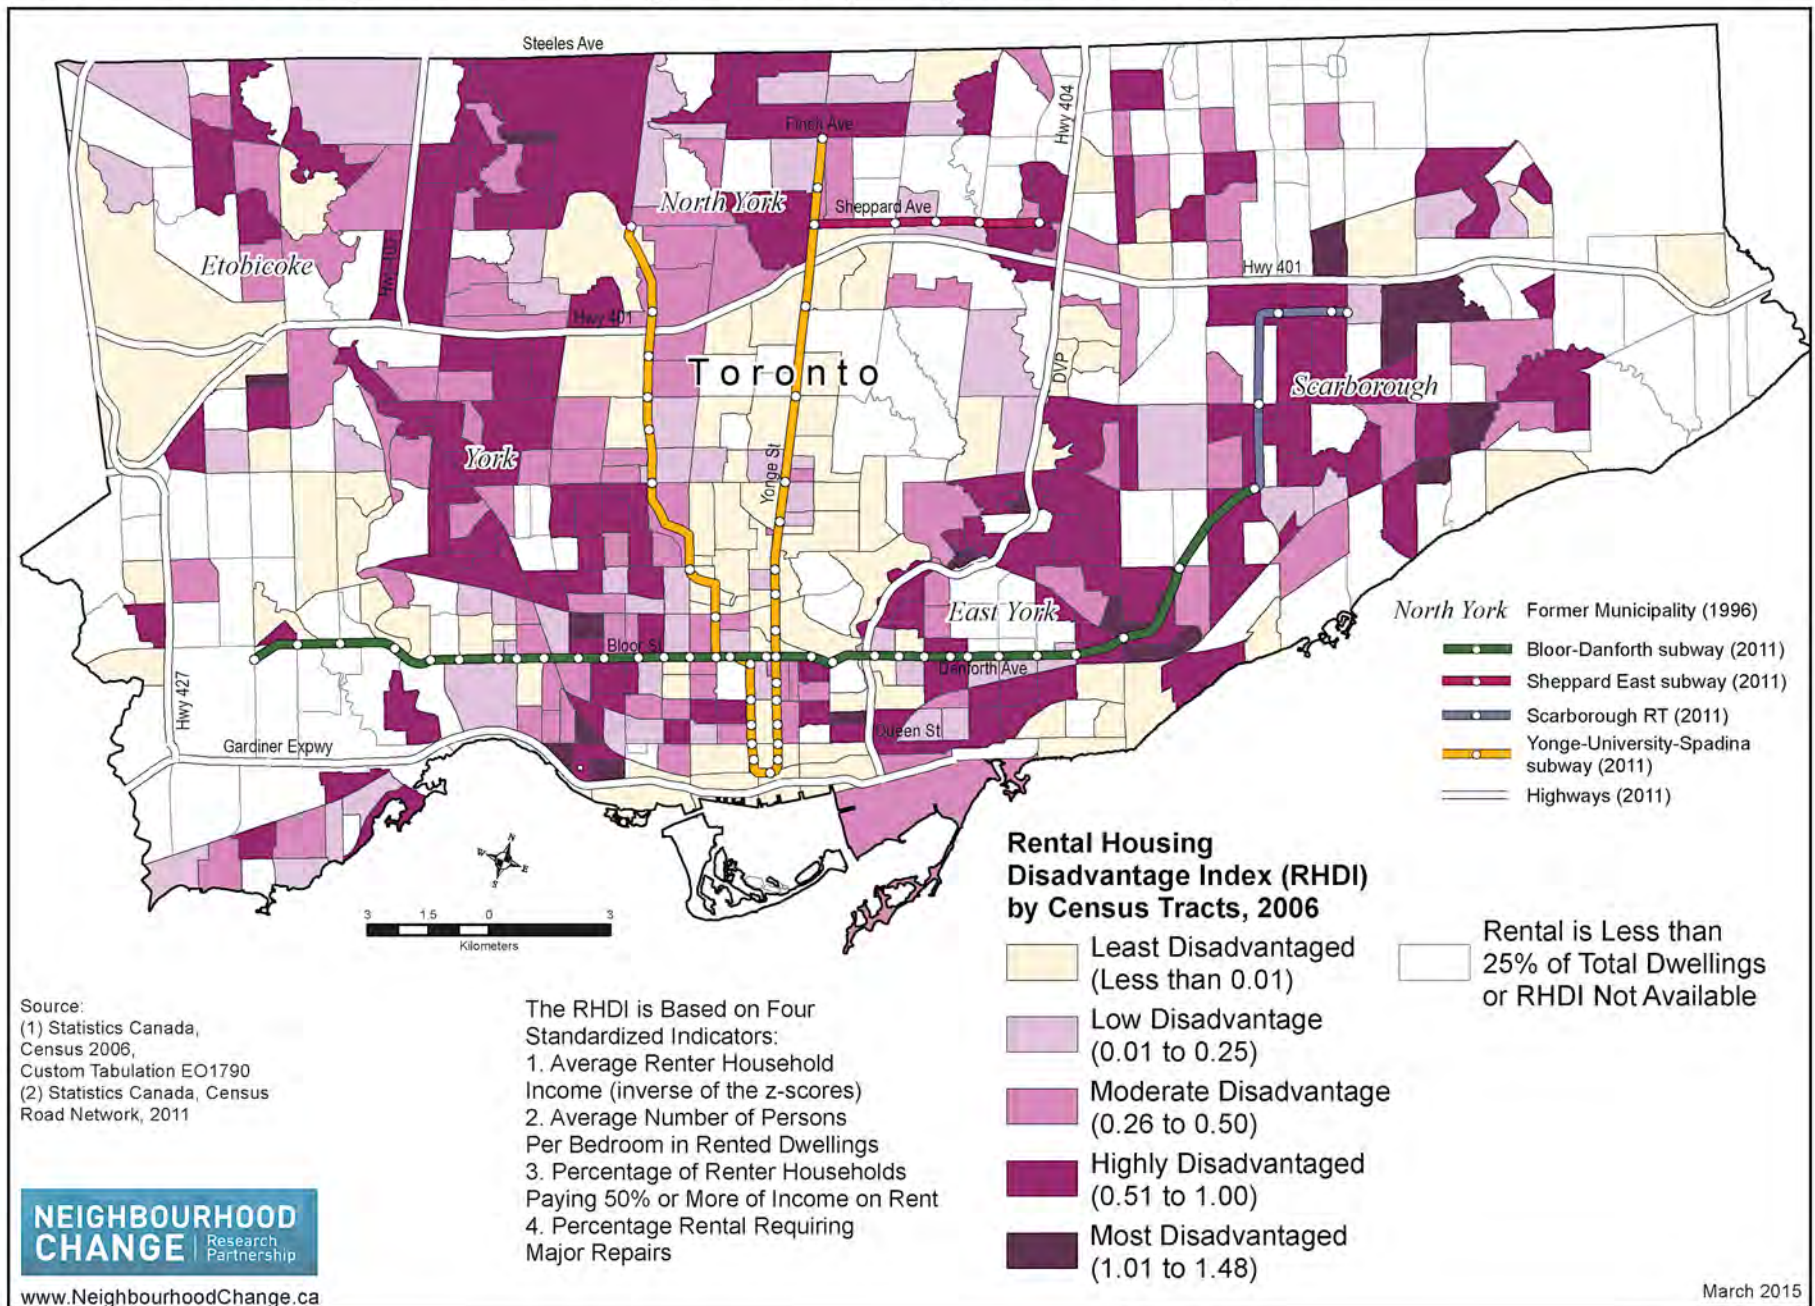 Steeles Ave
Hwy 404
Finch Ave
North York
Sheppard Ave
Etobicoke
Hwy 401
Hwy 401
Toronto
DVP
Scarborough
York
Yonge St
East York
Bloor St
Danforth Ave
Hwy 427
Queen St
Gardiner Expwy
North York Former Municipality (1996)
Bloor-Danforth subway (2011)
Sheppard East subway (2011)
Scarborough RT (2011)
Yonge-University-Spadina
subway (2011)
Highways (2011)
N
W E
S
3 1.5 0 3
Kilometers
Rental Housing
Disadvantage Index (RHDI)
by Census Tracts, 2006
Least Disadvantaged
(Less than 0.01)
Low Disadvantage
(0.01 to 0.25)
Moderate Disadvantage
(0.26 to 0.50)
Highly Disadvantaged
(0.51 to 1.00)
Most Disadvantaged
(1.01 to 1.48)
Rental is Less than
25% of Total Dwellings
or RHDI Not Available
Source:
(1) Statistics Canada,
Census 2006,
Custom Tabulation EO1790
(2) Statistics Canada, Census
Road Network, 2011
The RHDI is Based on Four
Standardized Indicators:
1. Average Renter Household
Income (inverse of the z-scores)
2. Average Number of Persons
Per Bedroom in Rented Dwellings
3. Percentage of Renter Households
Paying 50% or More of Income on Rent
4. Percentage Rental Requiring
Major Repairs
NEIGHBOURHOOD
CHANGE Research
Partnership
www.NeighbourhoodChange.ca
March 2015